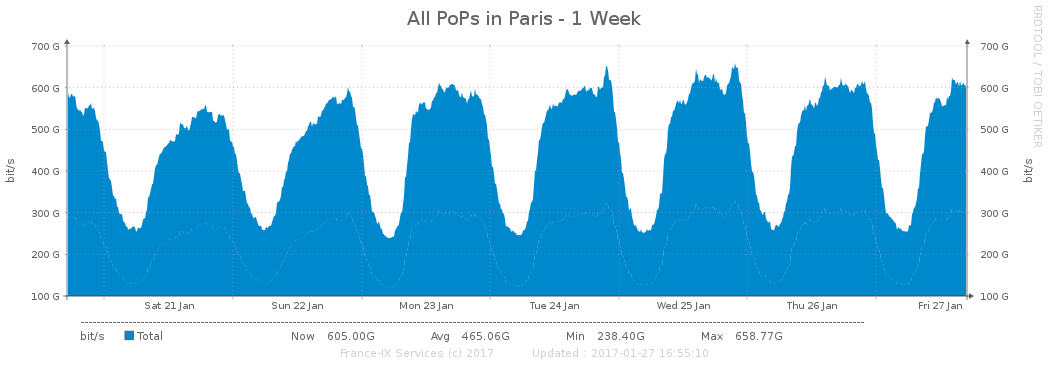 All PoPs in Paris - 1 Week
RRDTOOL / TOBI OETIKER
bit/s
700 G
600 G
500 G
400 G
300 G
200 G
100 G
700 G
600 G
500 G
400 G
300 G
200 G
100 G
bit/s
Sat 21 Jan Sun 22 Jan Mon 23 Jan Tue 24 Jan Wed 25 Jan Thu 26 Jan Fri 27 Jan
bit/s Total Now 605.00G Avg 465.06G Min 238.40G Max 658.77G
France-IX Services (c) 2017 Updated : 2017-01-27 16:55:10